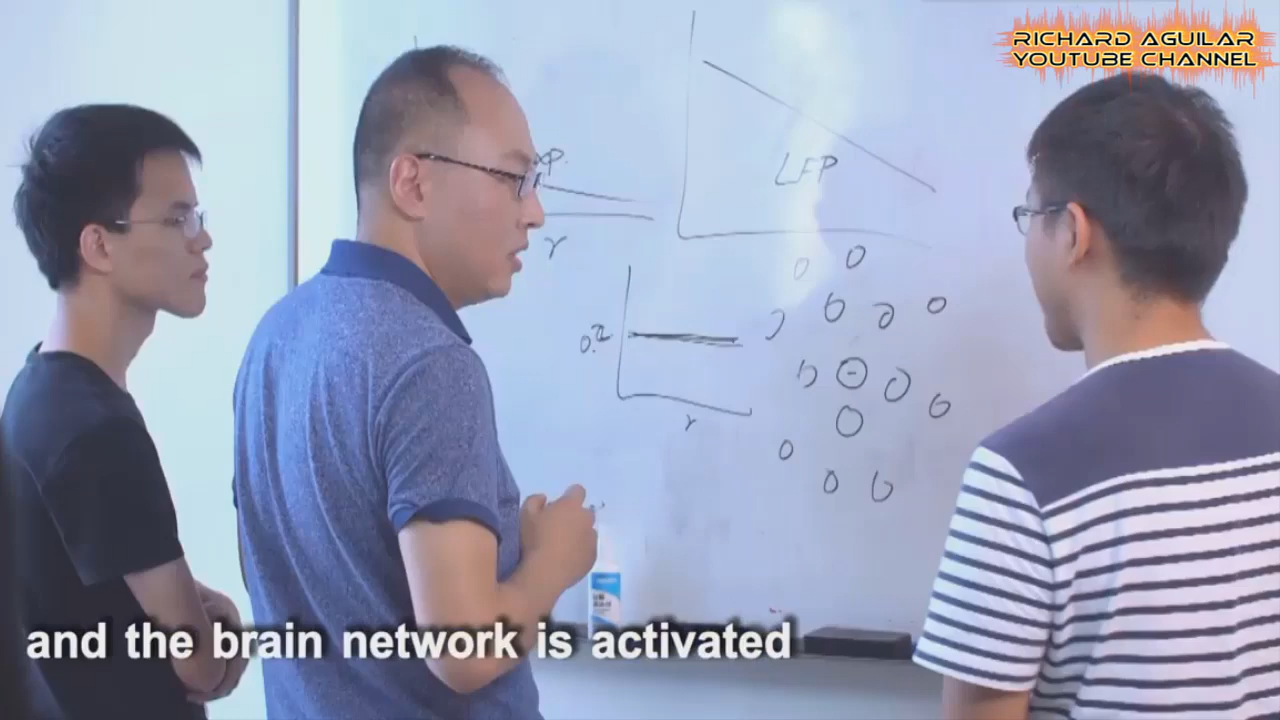 RICHARD AGUILAR
YOUTUBE CHANNEL
LFP
r
0.2
r
and the brain network is activated